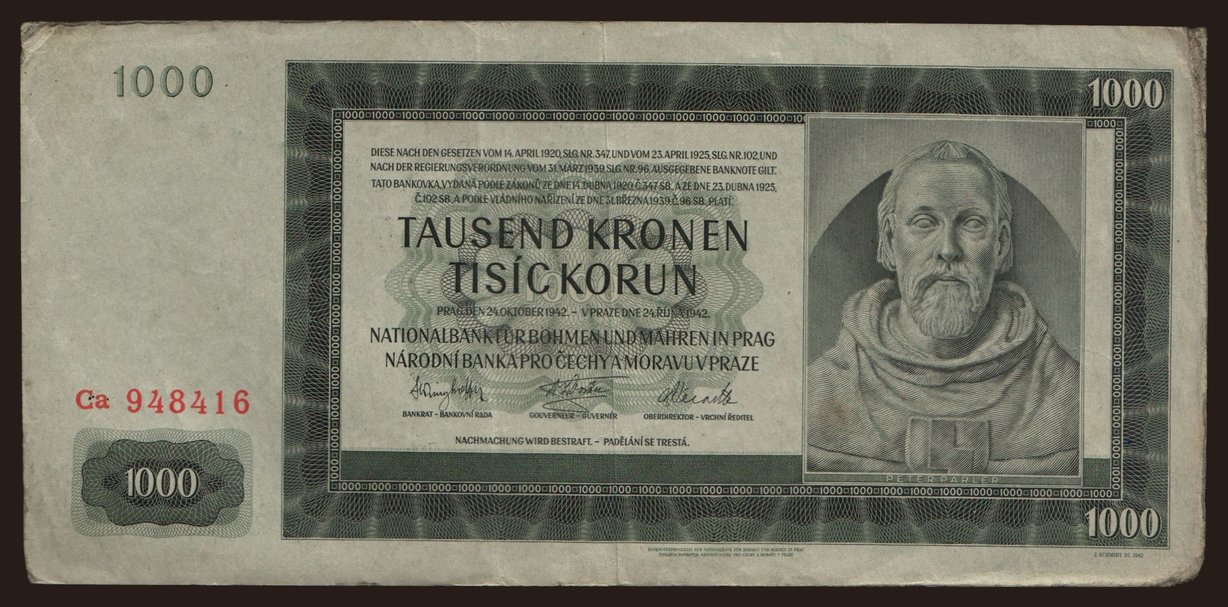 1000
1000
DIESE NACH DEN GESETZEN VOM 14. APRIL 1920, SLG. NR. 347, UND VOM 23. APRIL 1925, SLG. NR. 102, UND
NACH DER REGIERUNGSVERORDNUNG VOM 31. MÄRZ 1939, SLG. NR. 96, AUSGEGEBENE BANKNOTE GILT:
TATO BANKOVKA, VYDANÁ PODLE ZÁKONŮ ZE DNE 14. DUBNA 1920, Č. 347 SB., A ZE DNE 23. DUBNA 1925,
Č. 102 SB., A PODLE VLÁDNÍHO NAŘÍZENÍ ZE DNE 31. BŘEZNA 1939, Č. 96 SB., PLATÍ:
TAUSEND KRONEN
TISÍC KORUN
PRAG, DEN 24. OKTOBER 1942. – V PRAZE DNE 24. ŘÍJNA 1942.
NATIONALBANK FÜR BÖHMEN UND MÄHREN IN PRAG
NÁRODNÍ BANKA PRO ČECHY A MORAVU V PRAZE
BANKRAT - BANKOVNÍ RADA GOUVERNEUR - GUVERNÉR OBERDIREKTOR - VRCHNÍ ŘEDITEL
NACHMACHUNG WIRD BESTRAFT. – PADĚLÁNÍ SE TRESTÁ.
Ca 948416
1000
PETER PARLER
1000
J. SCHMIDT SC. 1942.